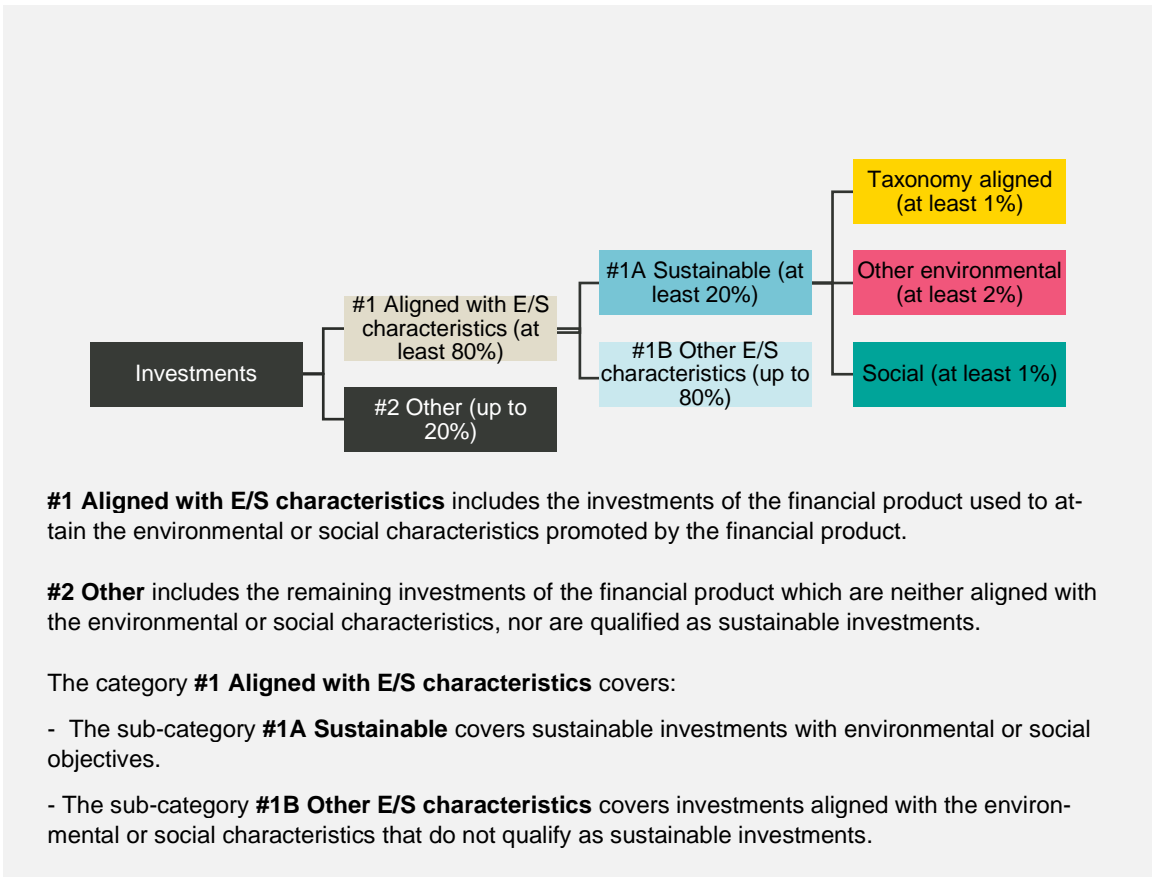 Taxonomy aligned
(at least 1%)
#1A Sustainable (at
least 20%)
Other environmental
(at least 2%)
#1 Aligned with E/S
characteristics (at
least 80%)
#1B Other E/S
characteristics (up to
80%)
Investments
Social (at least 1%)
#2 Other (up to
20%)
#1 Aligned with E/S characteristics includes the investments of the financial product used to at-
tain the environmental or social characteristics promoted by the financial product.
#2 Other includes the remaining investments of the financial product which are neither aligned with
the environmental or social characteristics, nor are qualified as sustainable investments.
The category #1 Aligned with E/S characteristics covers:
- The sub-category #1A Sustainable covers sustainable investments with environmental or social
objectives.
- The sub-category #1B Other E/S characteristics covers investments aligned with the environ-
mental or social characteristics that do not qualify as sustainable investments.